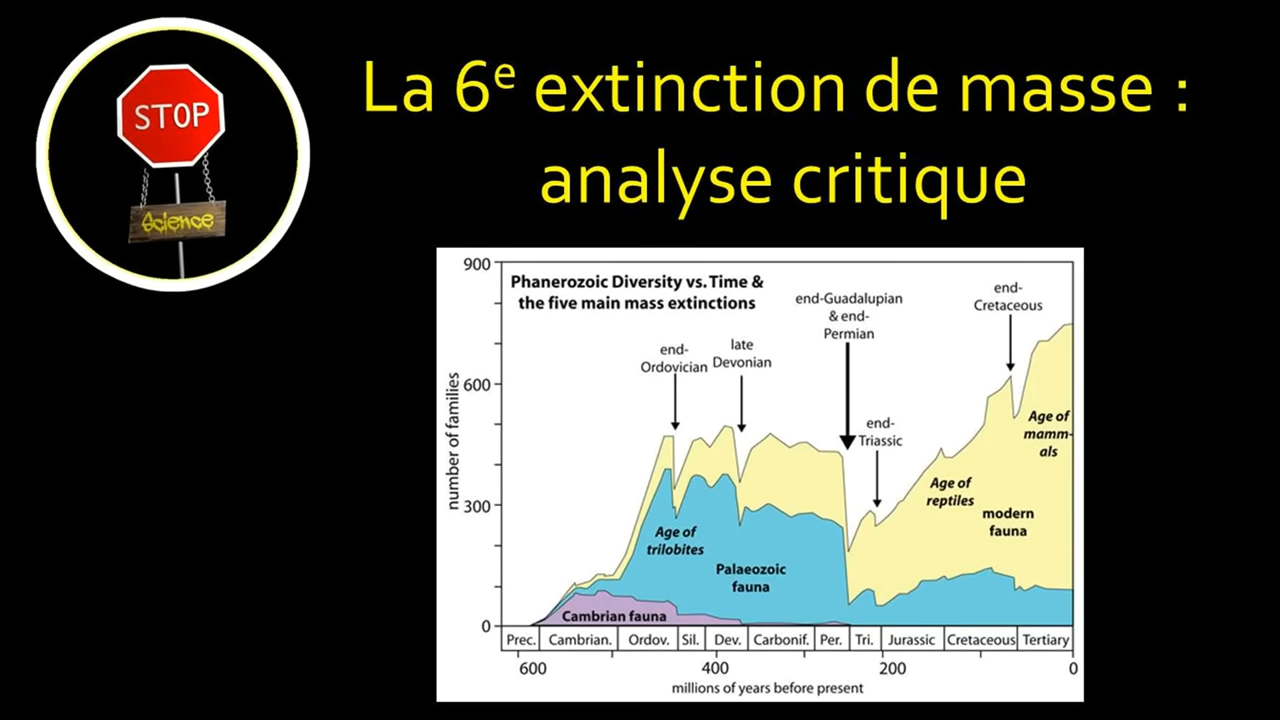 La 6e extinction de masse :
analyse critique
STOP
Science
900
600
300
0
number of families
Phanerozoic Diversity vs. Time &
the five main mass extinctions
end-
Ordovician
late
Devonian
end-Guadalupian
& end-
Permian
end-
Triassic
end-
Cretaceous
Age of
trilobites
Palaeozoic
fauna
Cambrian fauna
Age of
reptiles
modern
fauna
Age of
mamm-
als
Prec. Cambrian. Ordov. Sil. Dev. Carbonif. Per. Tri. Jurassic Cretaceous Tertiary
600 400 200 0
millions of years before present